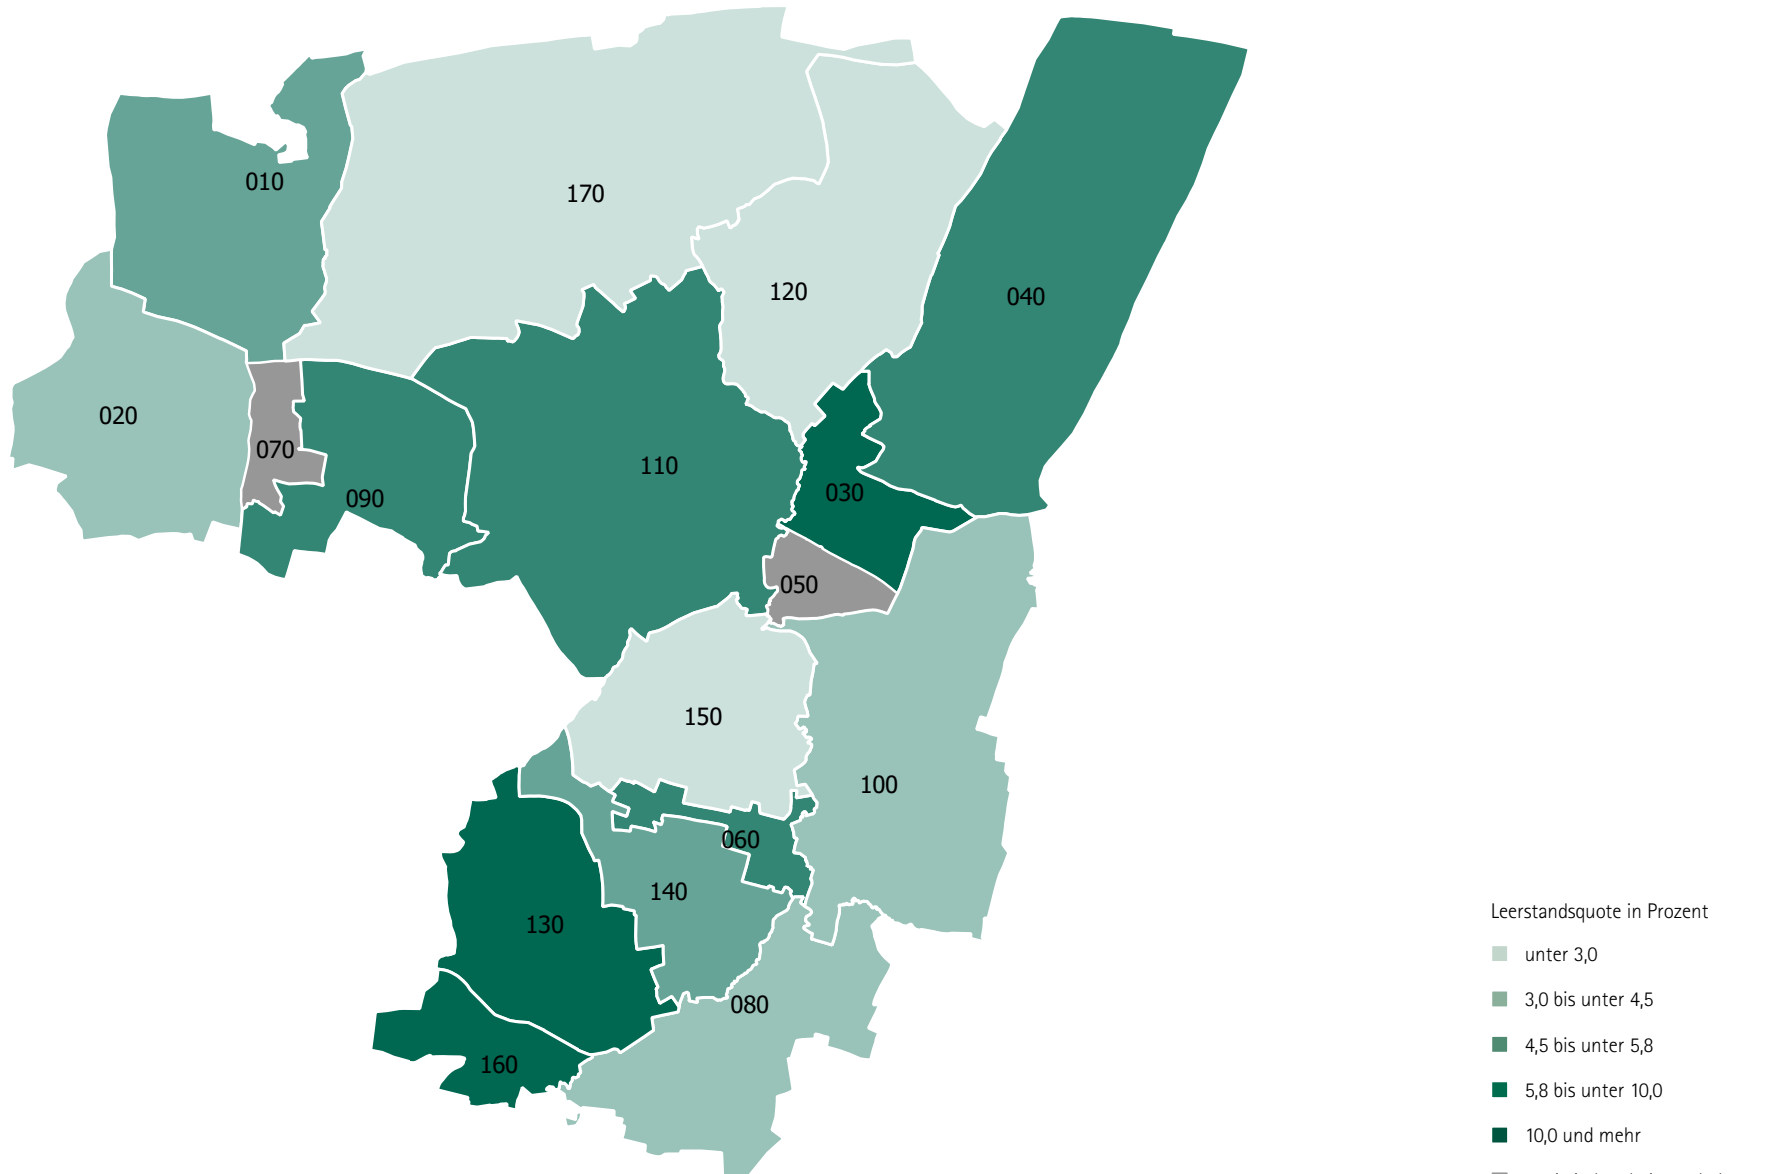 010
170
120
040
020
070
110
090
030
050
150
100
060
140
130
080
160
Leerstandsquote in Prozent
unter 3,0
3,0 bis unter 4,5
4,5 bis unter 5,8
5,8 bis unter 10,0
10,0 und mehr